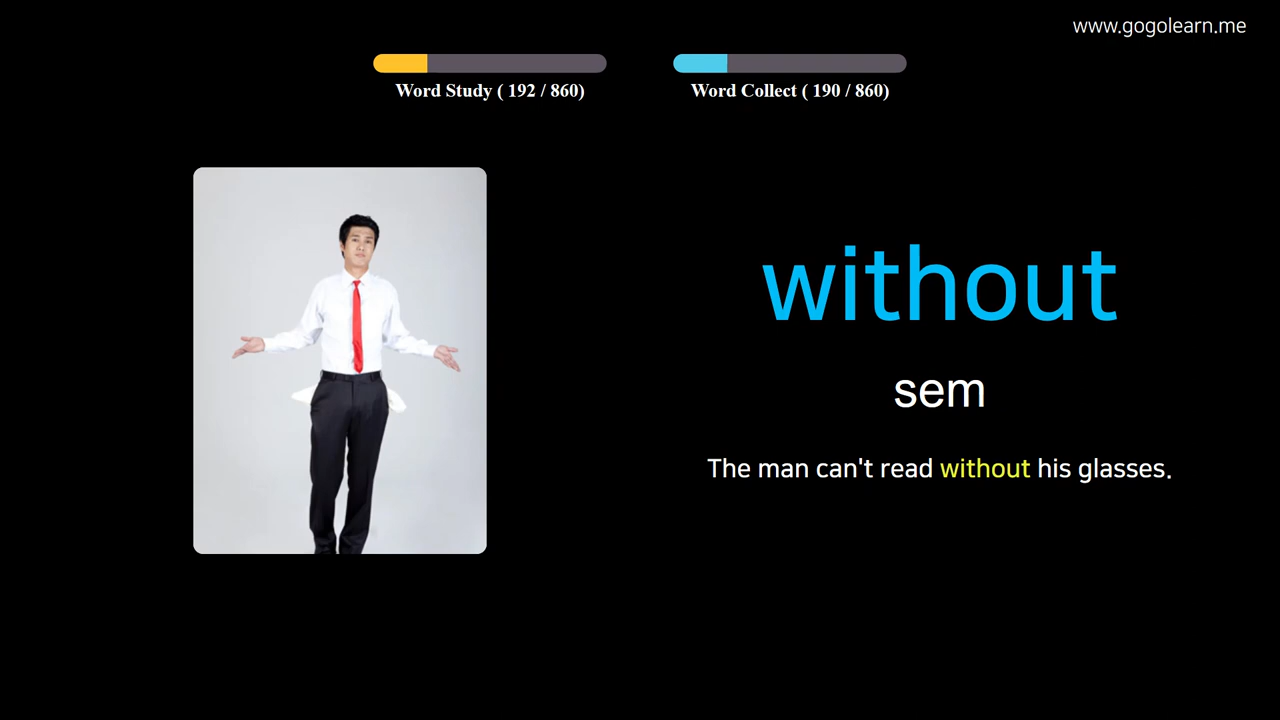 www.gogolearn.me
Word Study ( 192 / 860)
Word Collect ( 190 / 860)
without
sem
The man can't read without his glasses.